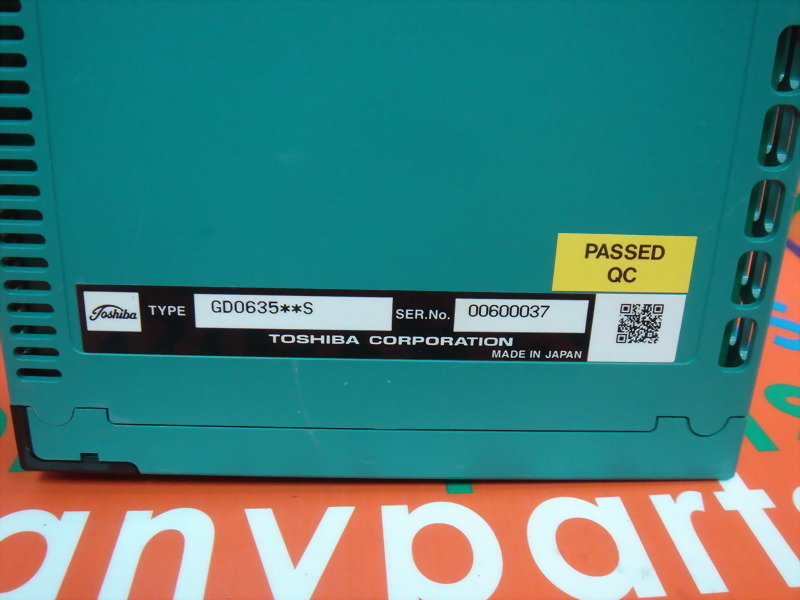 PASSED
QC
Toshiba TYPE GD0635**S SER.No. 00600037
TOSHIBA CORPORATION
MADE IN JAPAN
anyparts